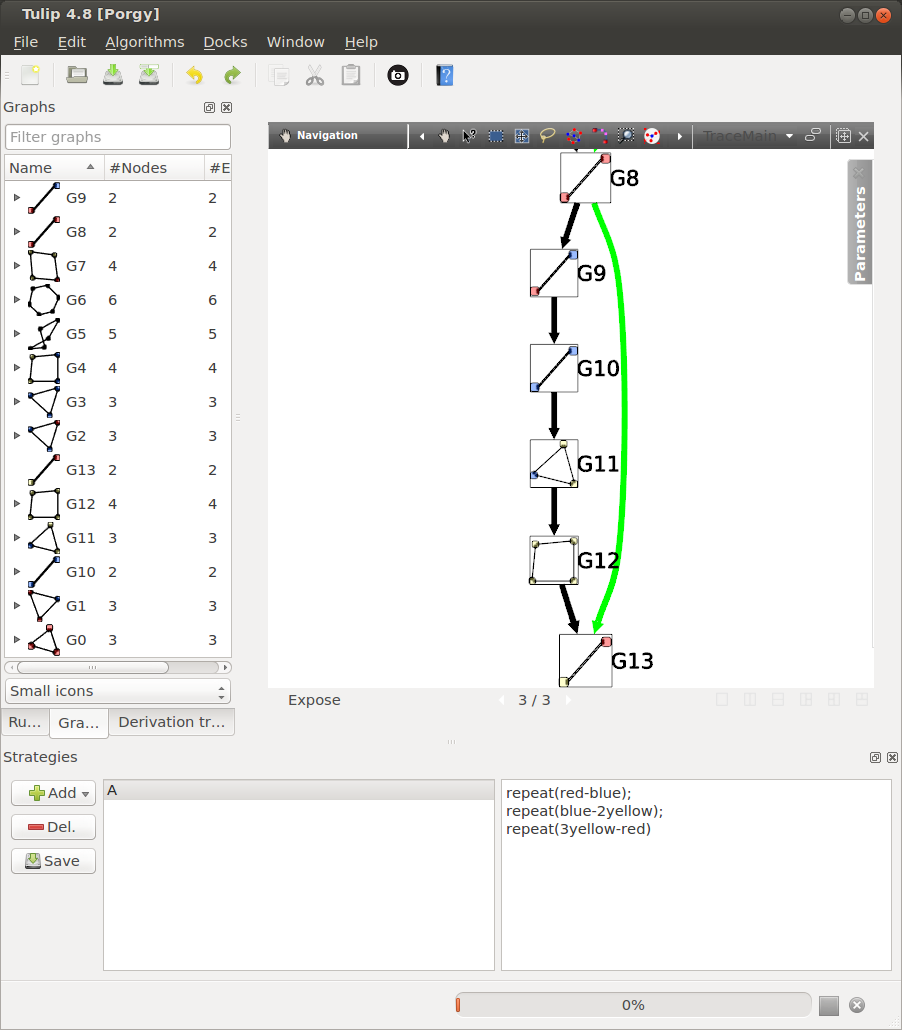 Tulip 4.8 [Porgy]
File Edit Algorithms Docks Window Help
Graphs
Filter graphs
Name #Nodes #E
G9 2 2
G8 2 2
G7 4 4
G6 6 6
G5 5 5
G4 4 4
G3 3 3
G2 3 3
G13 2 2
G12 4 4
G11 3 3
G10 2 2
G1 3 3
G0 3 3
Small icons
Ru... Gra... Derivation tr...
Navigation TraceMain
Parameters
G8
G9
G10
G11
G12
G13
Expose 3 / 3
Strategies
Add
Del.
Save
A
repeat(red-blue);
repeat(blue-2yellow);
repeat(3yellow-red)
0%